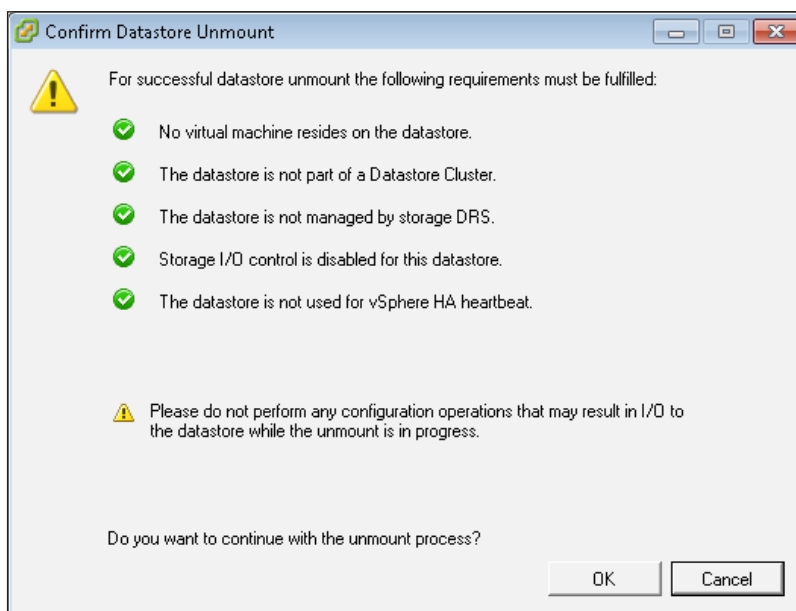 Confirm Datastore Unmount
For successful datastore unmount the following requirements must be fulfilled:
No virtual machine resides on the datastore.
The datastore is not part of a Datastore Cluster.
The datastore is not managed by storage DRS.
Storage I/O control is disabled for this datastore.
The datastore is not used for vSphere HA heartbeat.
Please do not perform any configuration operations that may result in I/O to
the datastore while the unmount is in progress.
Do you want to continue with the unmount process?
OK
Cancel